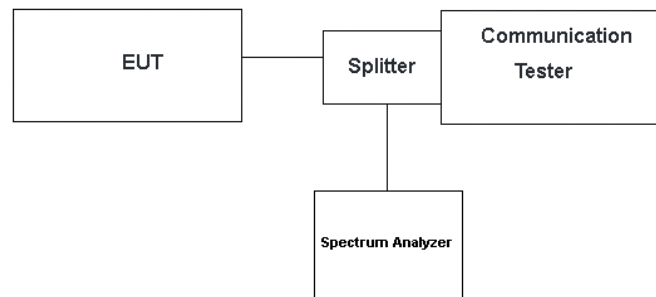 EUT
Splitter
Communication
Tester
Spectrum Analyzer